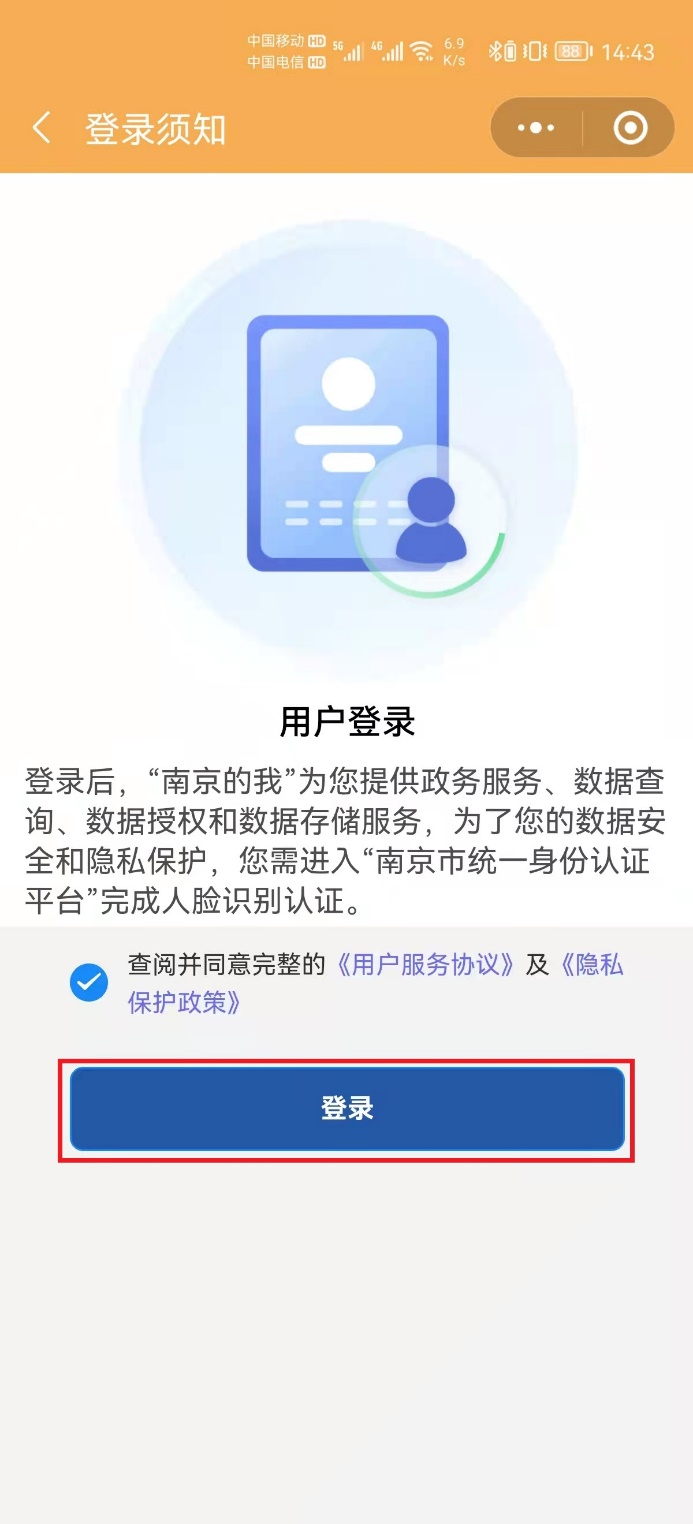 中国移动 HD 5G 4G 6.9 88 14:43
中国电信 HD K/s
登录须知
用户登录
登录后，“南京的我”为您提供政务服务、数据查
询、数据授权和数据存储服务，为了您的数据安
全和隐私保护，您需进入“南京市统一身份认证
平台”完成人脸识别认证。
查阅并同意完整的《用户服务协议》及《隐私
保护政策》
登录